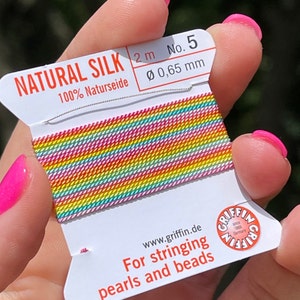 NATURAL SILK
100% Naturseide
2 m No. 5
Ø 0,65 mm
www.griffin.de
For stringing
pearls and beads
GRIFFIN GRIFFIN